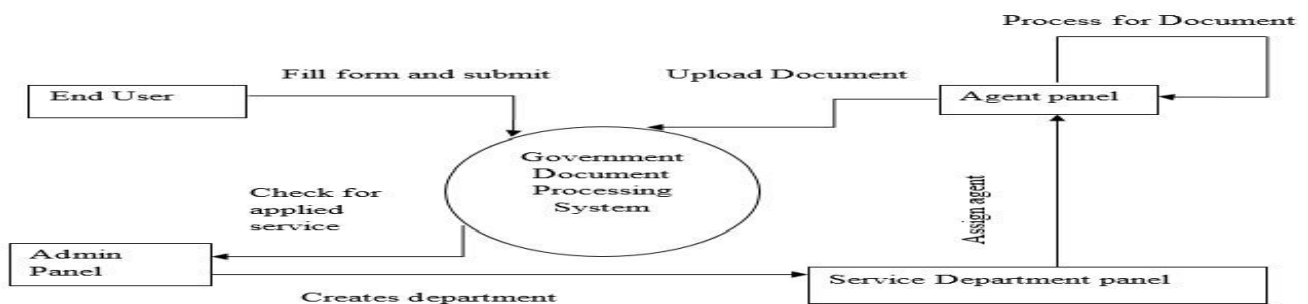 Process for Document
Fill form and submit
Upload Document
End User
Agent panel
Government
Document
Processing
System
Check for
applied
service
Assign agent
Admin
Panel
Service Department panel
Creates department